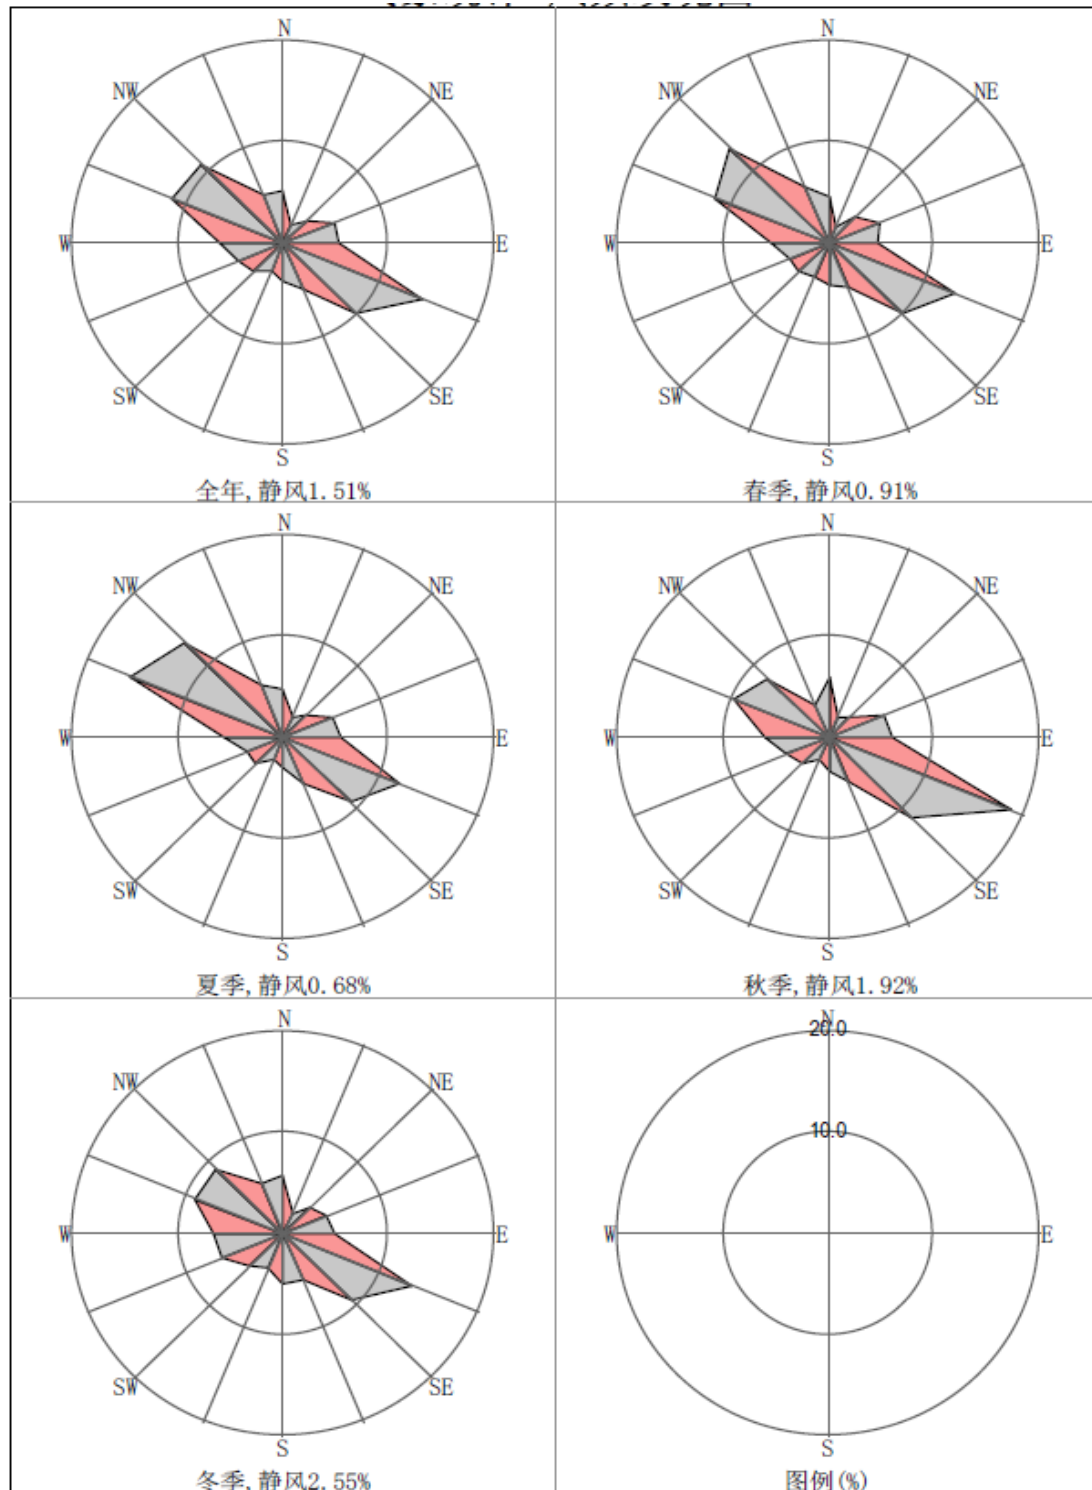 N
NW NE
W E
SW SE
S
全年,静风1.51%
N
NW NE
W E
SW SE
S
春季,静风0.91%
N
NW NE
W E
SW SE
S
夏季,静风0.68%
N
NW NE
W E
SW SE
S
秋季,静风1.92%
N
NW NE
W E
SW SE
S
冬季,静风2.55%
N
20.0
10.0
W E
S
图例(%)